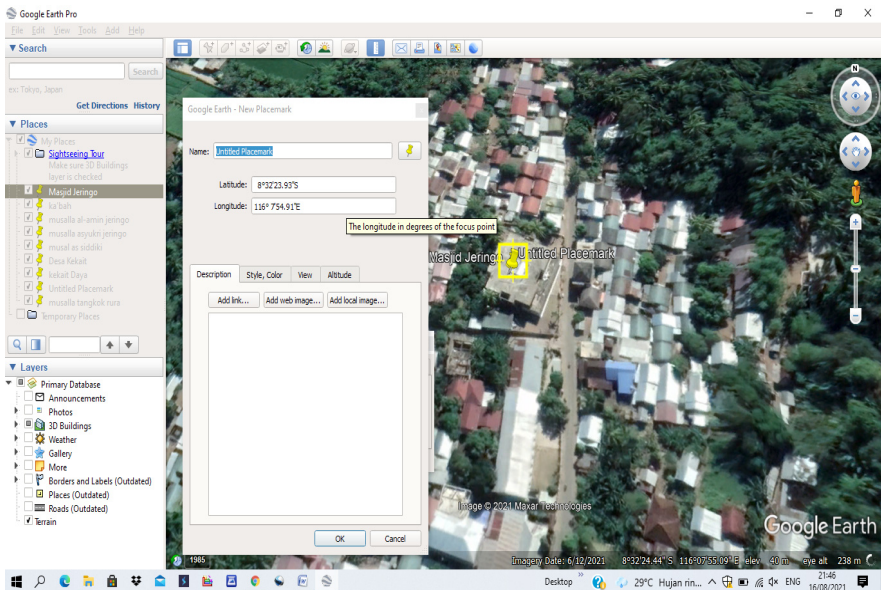 Google Earth Pro
File Edit View Tools Add Help
Search
Search
ex: Tokyo, Japan
Get Directions History
Places
My Places
Sightseeing Tour
Make sure 3D Buildings
layer is checked
Masjid Jeringo
ka'bah
musalla al-amin jeringo
musalla asyukri jeringo
musal as siddiki
Desa Kekait
kekait Daya
Untitled Placemark
musalla tangkok rura
Temporary Places
Layers
Primary Database
Announcements
Photos
3D Buildings
Weather
Gallery
More
Borders and Labels (Outdated)
Places (Outdated)
Roads (Outdated)
Terrain
Google Earth - New Placemark
Name: Untitled Placemark
Latitude: 8°32'23.93"S
Longitude: 116° 7'54.91"E
The longitude in degrees of the focus point
Description Style, Color View Altitude
Add link... Add web image... Add local image...
OK Cancel
N
Masjid Jeringo Untitled Placemark
Image © 2021 Maxar Technologies
Google Earth
1985
Imagery Date: 6/12/2021 8°32'24.44" S 116°07'55.09" E elev 40 m eye alt 238 m
Desktop 29°C Hujan rin... ENG 21:46
16/08/2021